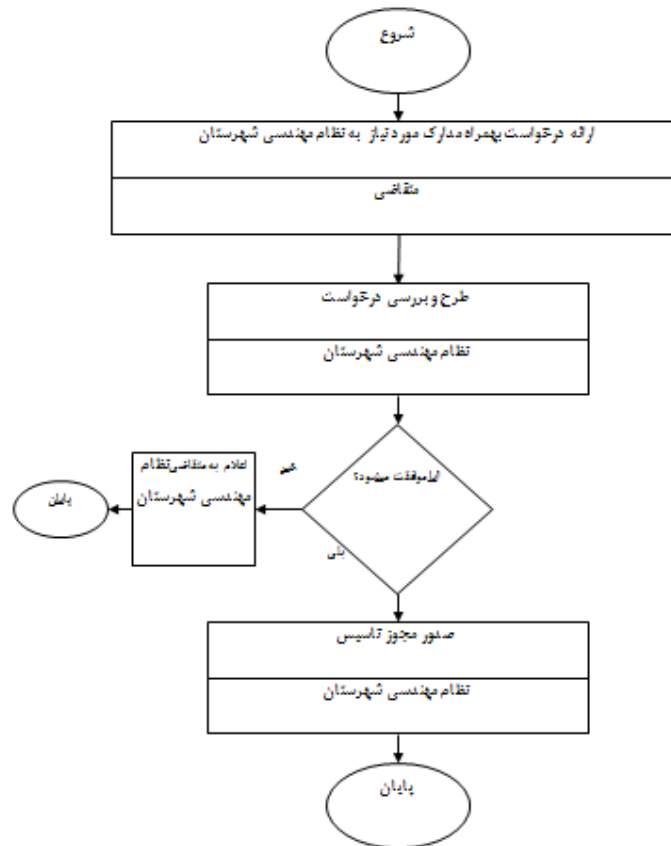 شروع
ارائه درخواست بهمراه مدارک مورد نیاز به نظام مهندسی شهرستان
متقاضی
طرح و بررسی درخواست
نظام مهندسی شهرستان
ایا موافقت میشود؟
خیر
اعلام به متقاضی نظام
مهندسی شهرستان
پایان
بلی
صدور مجوز تاسیس
نظام مهندسی شهرستان
پایان